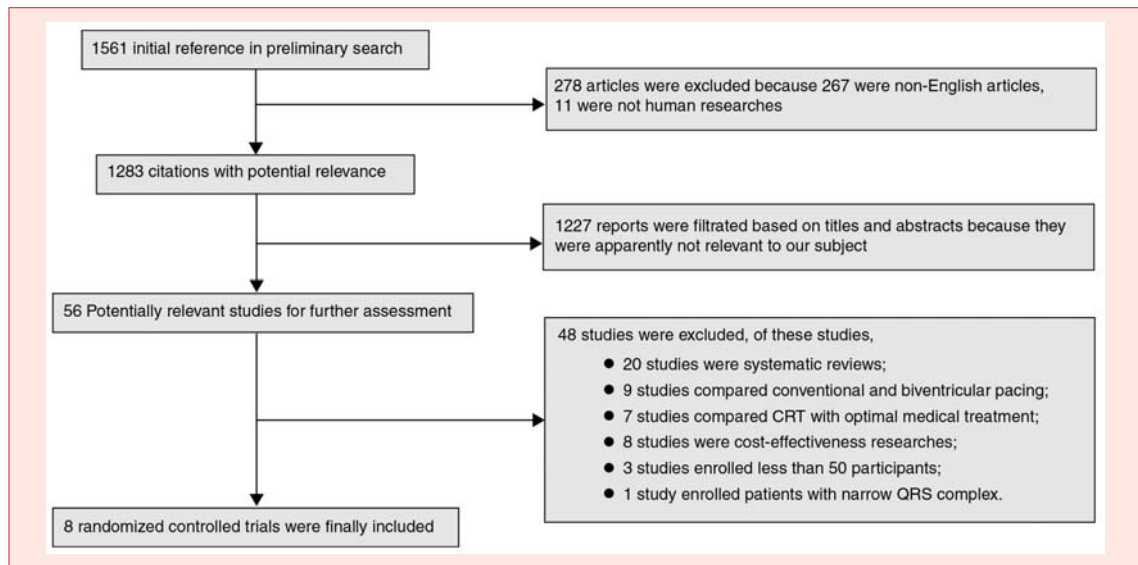 1561 initial reference in preliminary search
278 articles were excluded because 267 were non-English articles,
11 were not human researches
1283 citations with potential relevance
1227 reports were filtrated based on titles and abstracts because they
were apparently not relevant to our subject
56 Potentially relevant studies for further assessment
48 studies were excluded, of these studies,
● 20 studies were systematic reviews;
● 9 studies compared conventional and biventricular pacing;
● 7 studies compared CRT with optimal medical treatment;
● 8 studies were cost-effectiveness researches;
● 3 studies enrolled less than 50 participants;
● 1 study enrolled patients with narrow QRS complex.
8 randomized controlled trials were finally included